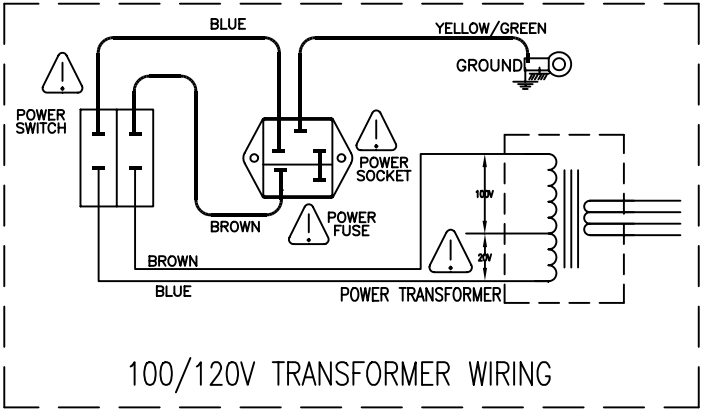 BLUE
YELLOW/GREEN
GROUND
POWER
SWITCH
POWER
SOCKET
100V
POWER
FUSE
BROWN
20V
BROWN
BLUE
POWER TRANSFORMER
100/120V TRANSFORMER WIRING